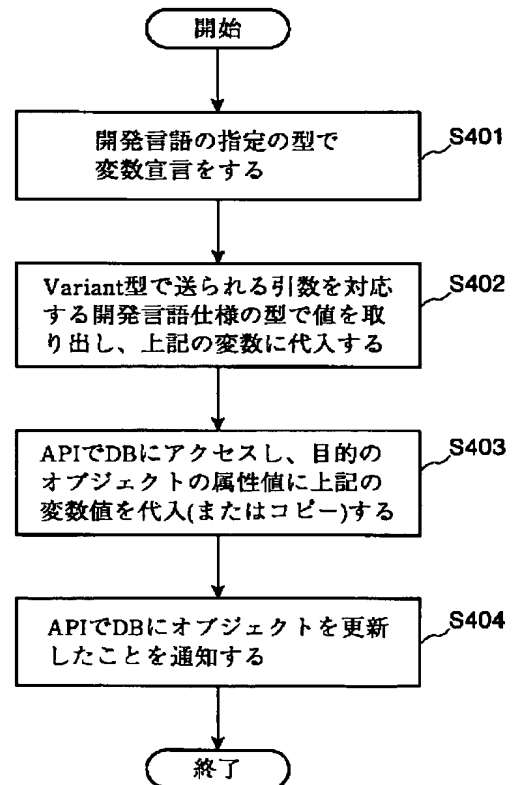 開始
開発言語の指定の型で
変数宣言をする
S401
Variant型で送られる引数を対応
する開発言語仕様の型で値を取
り出し、上記の変数に代入する
S402
APIでDBにアクセスし、目的の
オブジェクトの属性値に上記の
変数値を代入(またはコピー)する
S403
APIでDBにオブジェクトを更新
したことを通知する
S404
終了